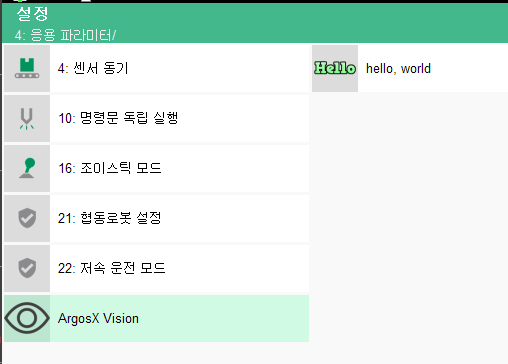 설정
4: 응용 파라미터/
4: 센서 동기
Hello
hello, world
10: 명령문 독립 실행
16: 조이스틱 모드
21: 협동로봇 설정
22: 저속 운전 모드
ArgosX Vision